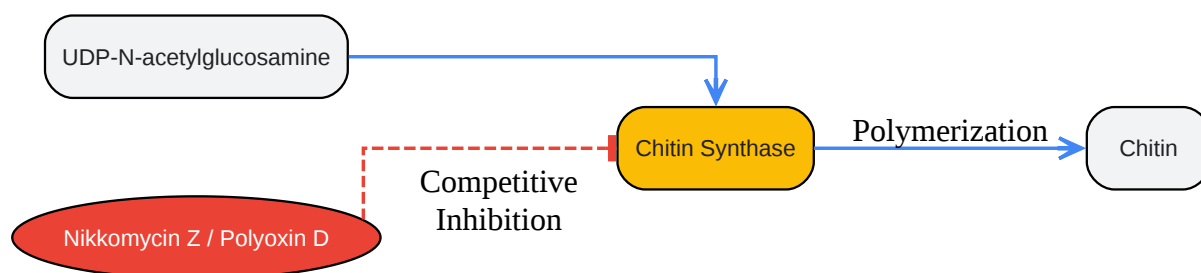 UDP-N-acetylglucosamine
Chitin Synthase
Polymerization
Chitin
Competitive
Inhibition
Nikkomycin Z / Polyoxin D